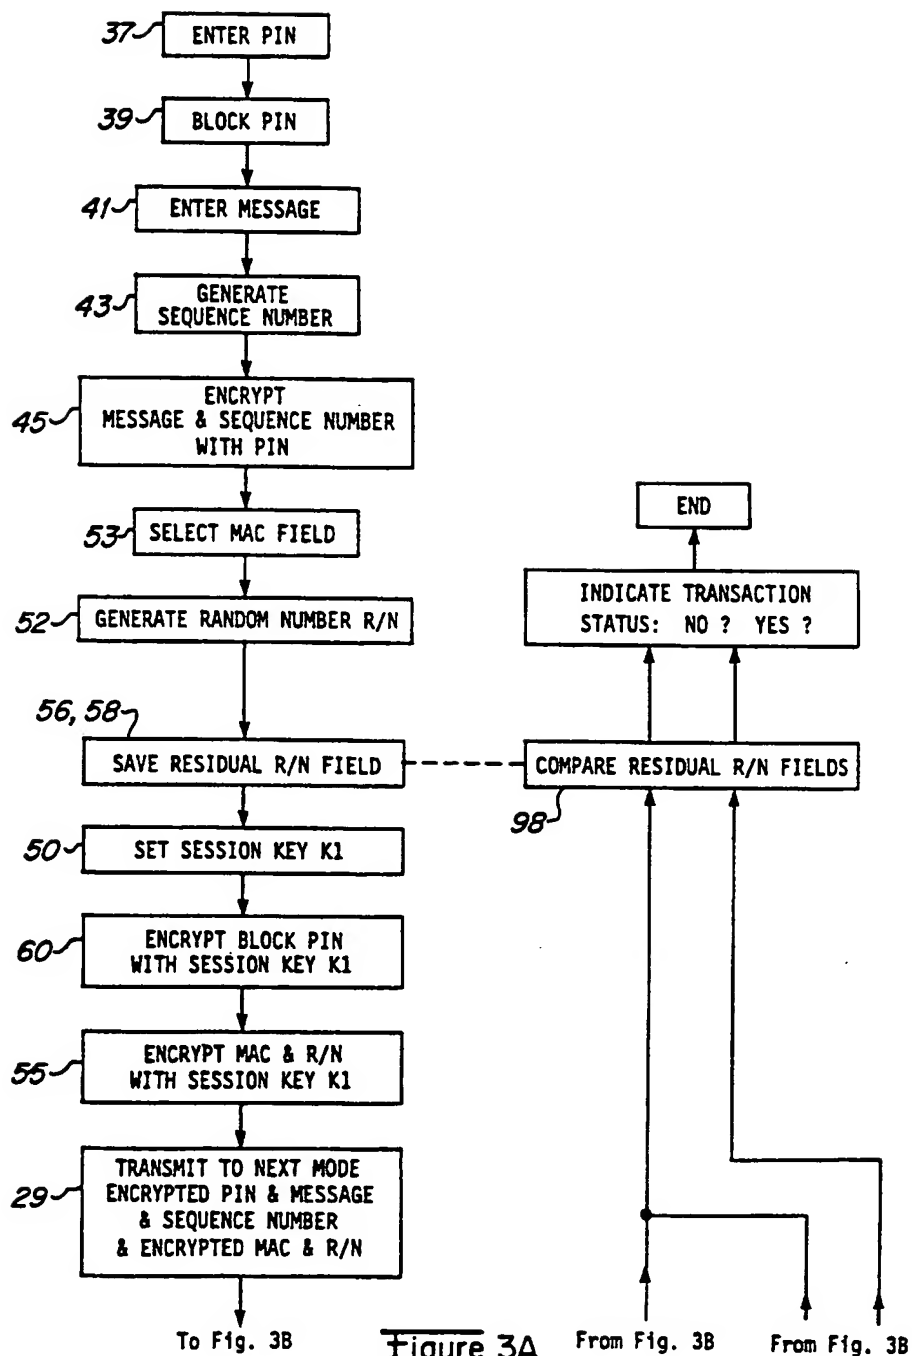 37
ENTER PIN
39
BLOCK PIN
41
ENTER MESSAGE
43
GENERATE
SEQUENCE NUMBER
45
ENCRYPT
MESSAGE & SEQUENCE NUMBER
WITH PIN
53
SELECT MAC FIELD
52
GENERATE RANDOM NUMBER R/N
56, 58
SAVE RESIDUAL R/N FIELD
50
SET SESSION KEY K1
60
ENCRYPT BLOCK PIN
WITH SESSION KEY K1
55
ENCRYPT MAC & R/N
WITH SESSION KEY K1
29
TRANSMIT TO NEXT MODE
ENCRYPTED PIN & MESSAGE
& SEQUENCE NUMBER
& ENCRYPTED MAC & R/N
To Fig. 3B
END
INDICATE TRANSACTION
STATUS: NO ? YES ?
COMPARE RESIDUAL R/N FIELDS
98
From Fig. 3B
From Fig. 3B
Figure 3A